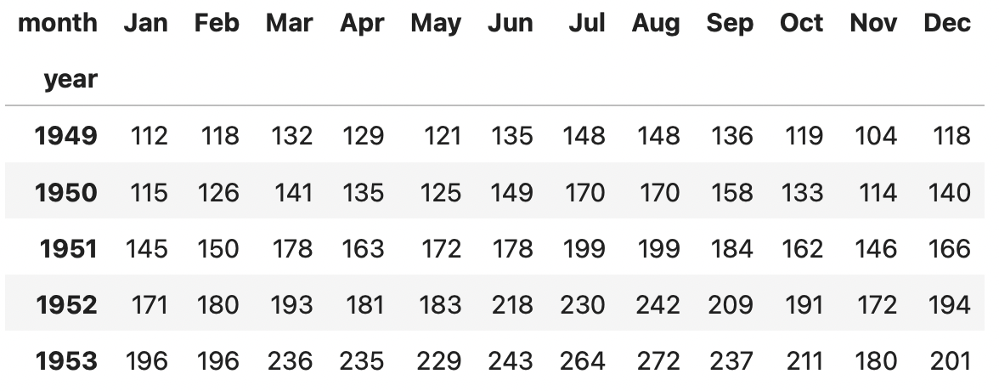 month Jan Feb Mar Apr May Jun Jul Aug Sep Oct Nov Dec
year
1949 112 118 132 129 121 135 148 148 136 119 104 118
1950 115 126 141 135 125 149 170 170 158 133 114 140
1951 145 150 178 163 172 178 199 199 184 162 146 166
1952 171 180 193 181 183 218 230 242 209 191 172 194
1953 196 196 236 235 229 243 264 272 237 211 180 201